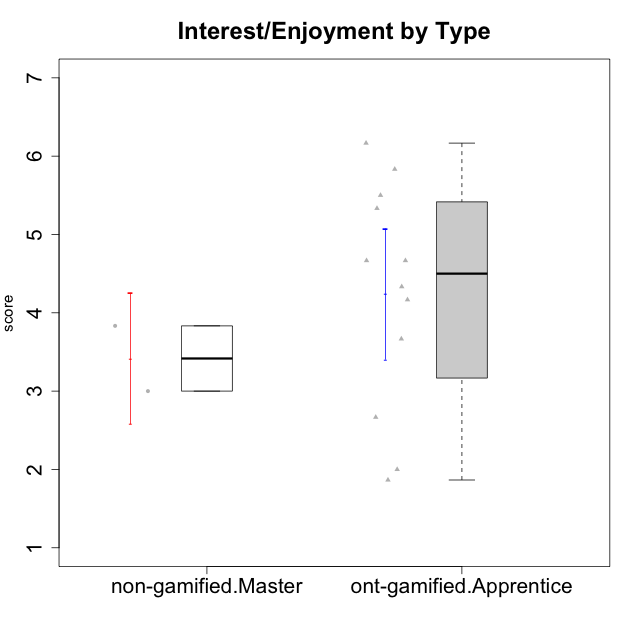 Interest/Enjoyment by Type
7
6
5
4
3
2
1
score
non-gamified.Master
ont-gamified.Apprentice